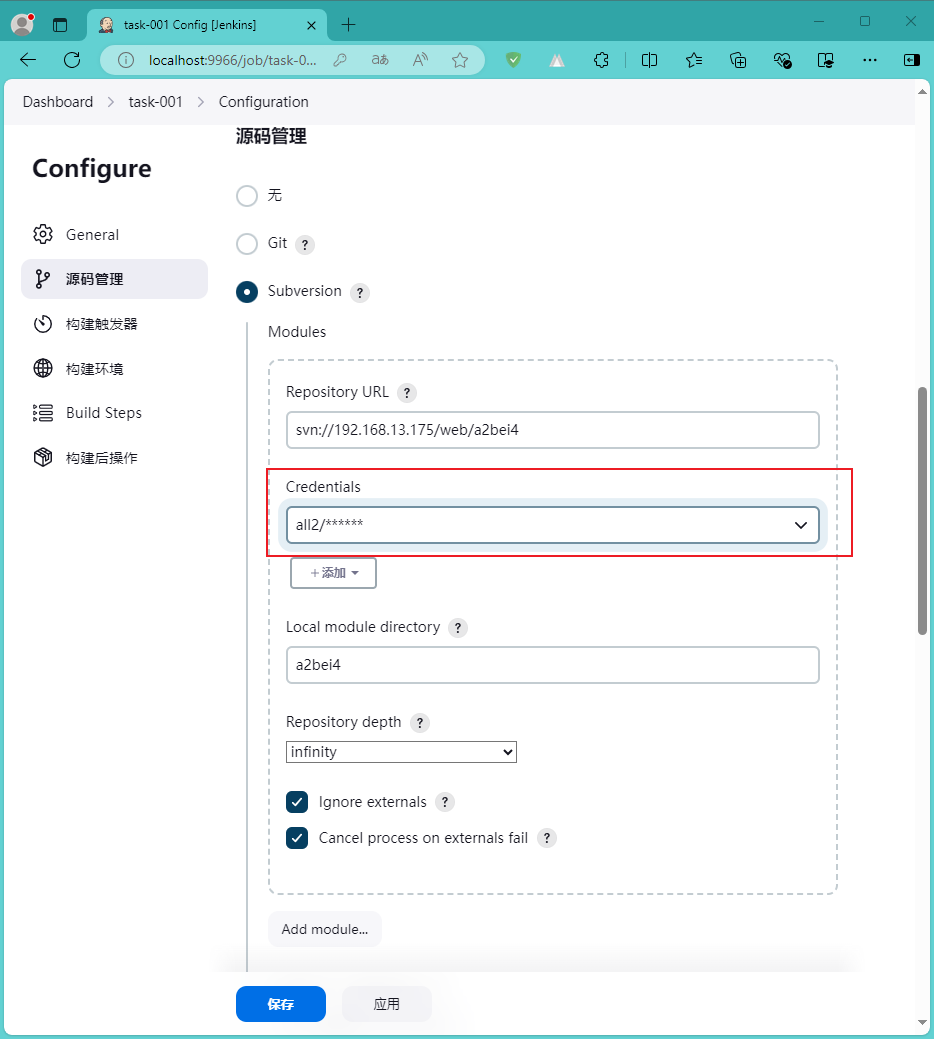 task-001 Config [Jenkins]
localhost:9966/job/task-0...
Dashboard > task-001 > Configuration
源码管理
Configure
无
General
Git ?
源码管理
Subversion ?
构建触发器
Modules
构建环境
Repository URL ?
Build Steps
svn://192.168.13.175/web/a2bei4
构建后操作
Credentials
all2/******
+ 添加
Local module directory ?
a2bei4
Repository depth ?
infinity
Ignore externals ?
Cancel process on externals fail ?
Add module...
保存
应用